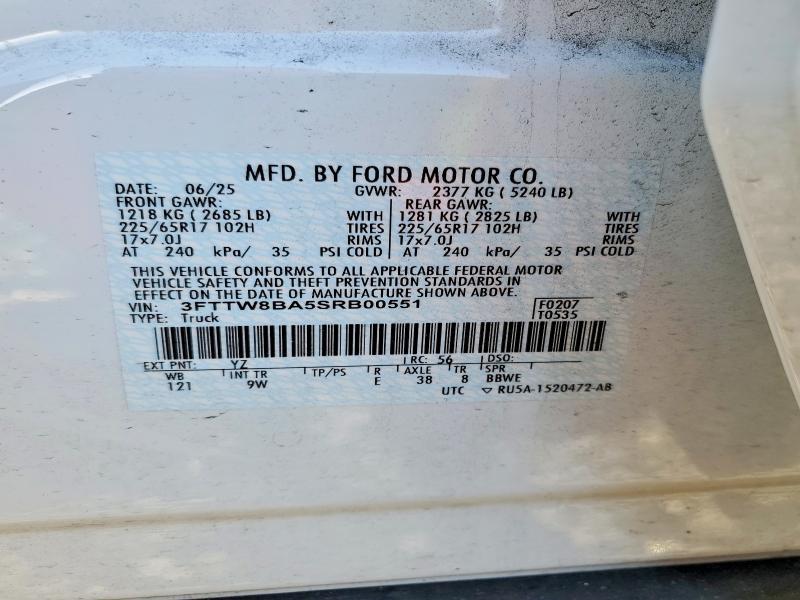 MFD. BY FORD MOTOR CO.
DATE: 06/25 GVWR: 2377 KG ( 5240 LB)
FRONT GAWR: REAR GAWR:
1218 KG ( 2685 LB) WITH 1281 KG ( 2825 LB) WITH
225/65R17 102H TIRES 225/65R17 102H TIRES
17x7.0J RIMS 17x7.0J RIMS
AT 240 kPa/ 35 PSI COLD AT 240 kPa/ 35 PSI COLD
THIS VEHICLE CONFORMS TO ALL APPLICABLE FEDERAL MOTOR
VEHICLE SAFETY AND THEFT PREVENTION STANDARDS IN
EFFECT ON THE DATE OF MANUFACTURE SHOWN ABOVE.
VIN: 3FTTW8BA5SRB00551 F0207
TYPE: Truck T0535
EXT PNT: YZ RC: 56 DSO:
WB INT TR TP/PS R AXLE TR SPR
121 9W E 38 8 BBWE
UTC ▽ RU5A-1520472-AB